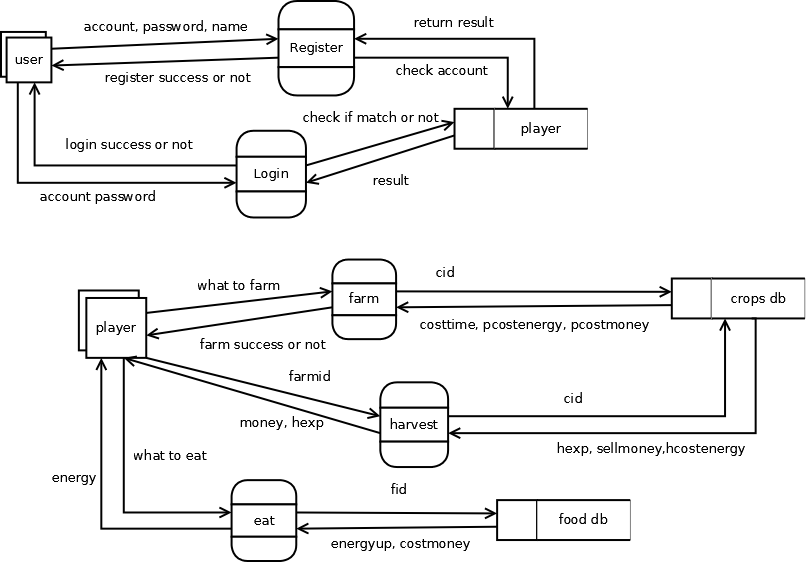 return result
account, password, name
Register
user
check account
register success or not
check if match or not
player
login success or not
Login
result
account password
cid
what to farm
farm
crops db
player
costtime, pcostenergy, pcostmoney
farm success or not
farmid
cid
money, hexp
harvest
hexp, sellmoney,hcostenergy
what to eat
energy
fid
eat
food db
energyup, costmoney